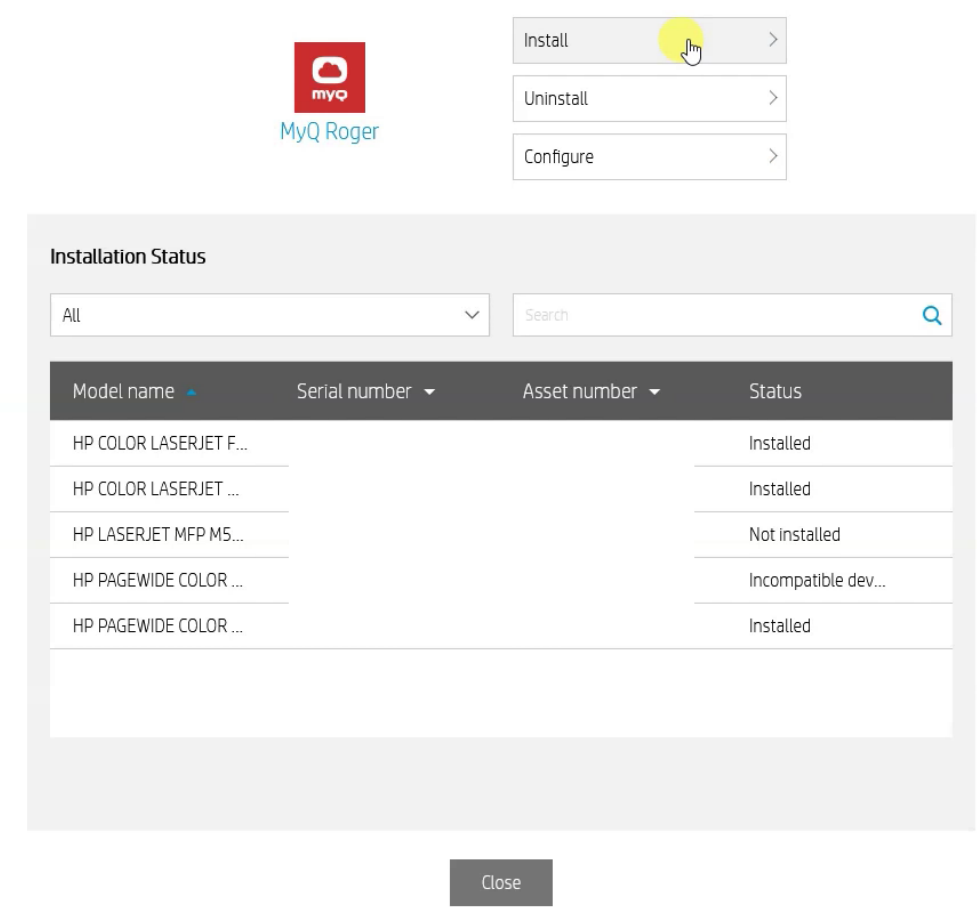 Install
myQ
MyQ Roger
Uninstall
Configure
Installation Status
All
Search
Model name Serial number Asset number Status
HP COLOR LASERJET F... Installed
HP COLOR LASERJET ... Installed
HP LASERJET MFP M5... Not installed
HP PAGEWIDE COLOR ... Incompatible dev...
HP PAGEWIDE COLOR ... Installed
Close